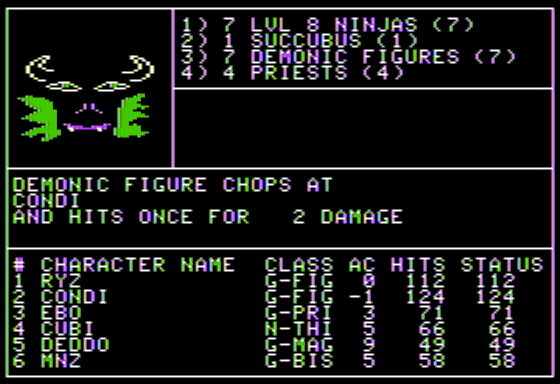 1) 7 LVL 8 NINJAS (7)
2) 1 SUCCUBUS (1)
3) 7 DEMONIC FIGURES (7)
4) 4 PRIESTS (4)
DEMONIC FIGURE CHOPS AT
CONDI
AND HITS ONCE FOR 2 DAMAGE
# CHARACTER NAME CLASS AC HITS STATUS
1 RYZ G-FIG 0 112 112
2 CONDI G-FIG -1 124 124
3 EBO G-PRI 3 71 71
4 CUBI N-THI 5 66 66
5 DEDDO G-MAG 9 49 49
6 MNZ G-BIS 5 58 58